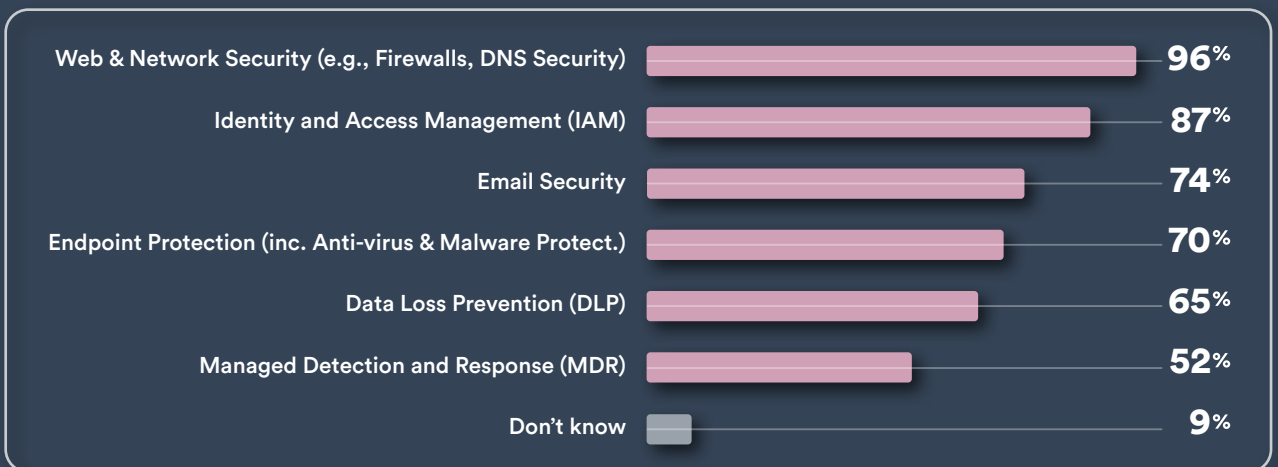 Web & Network Security (e.g., Firewalls, DNS Security) 96%
Identity and Access Management (IAM) 87%
Email Security 74%
Endpoint Protection (inc. Anti-virus & Malware Protect.) 70%
Data Loss Prevention (DLP) 65%
Managed Detection and Response (MDR) 52%
Don’t know 9%